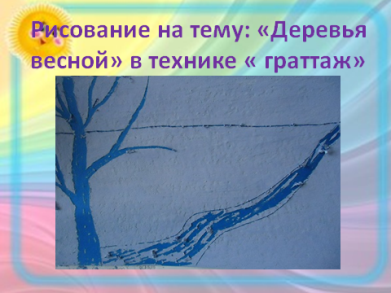 Рисование на тему: «Деревья
весной» в технике « граттаж»